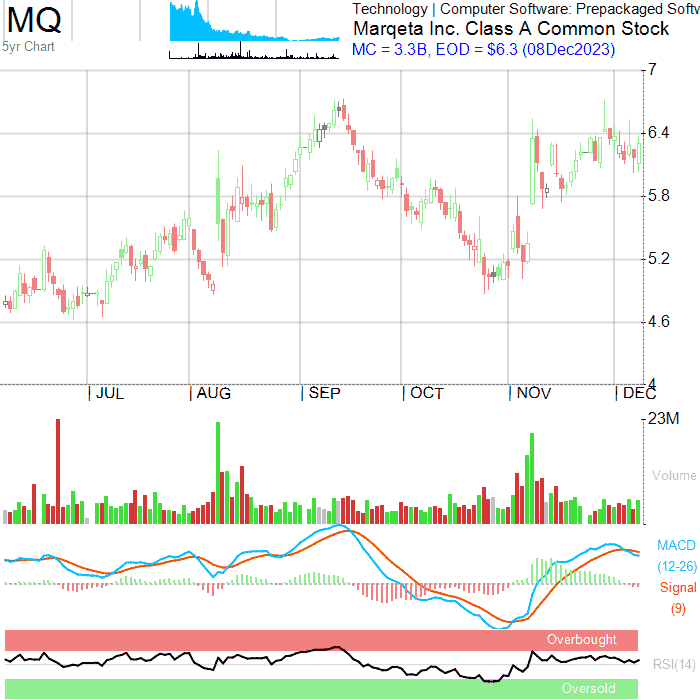 MQ
5yr Chart
Technology | Computer Software: Prepackaged Softw
Marqeta Inc. Class A Common Stock
MC = 3.3B, EOD = $6.3 (08Dec2023)
7
6.4
5.8
5.2
4.6
4
| JUL | AUG | SEP | OCT | NOV | DEC
23M
Volume
MACD
(12-26)
Signal
(9)
Overbought
RSI(14)
Oversold